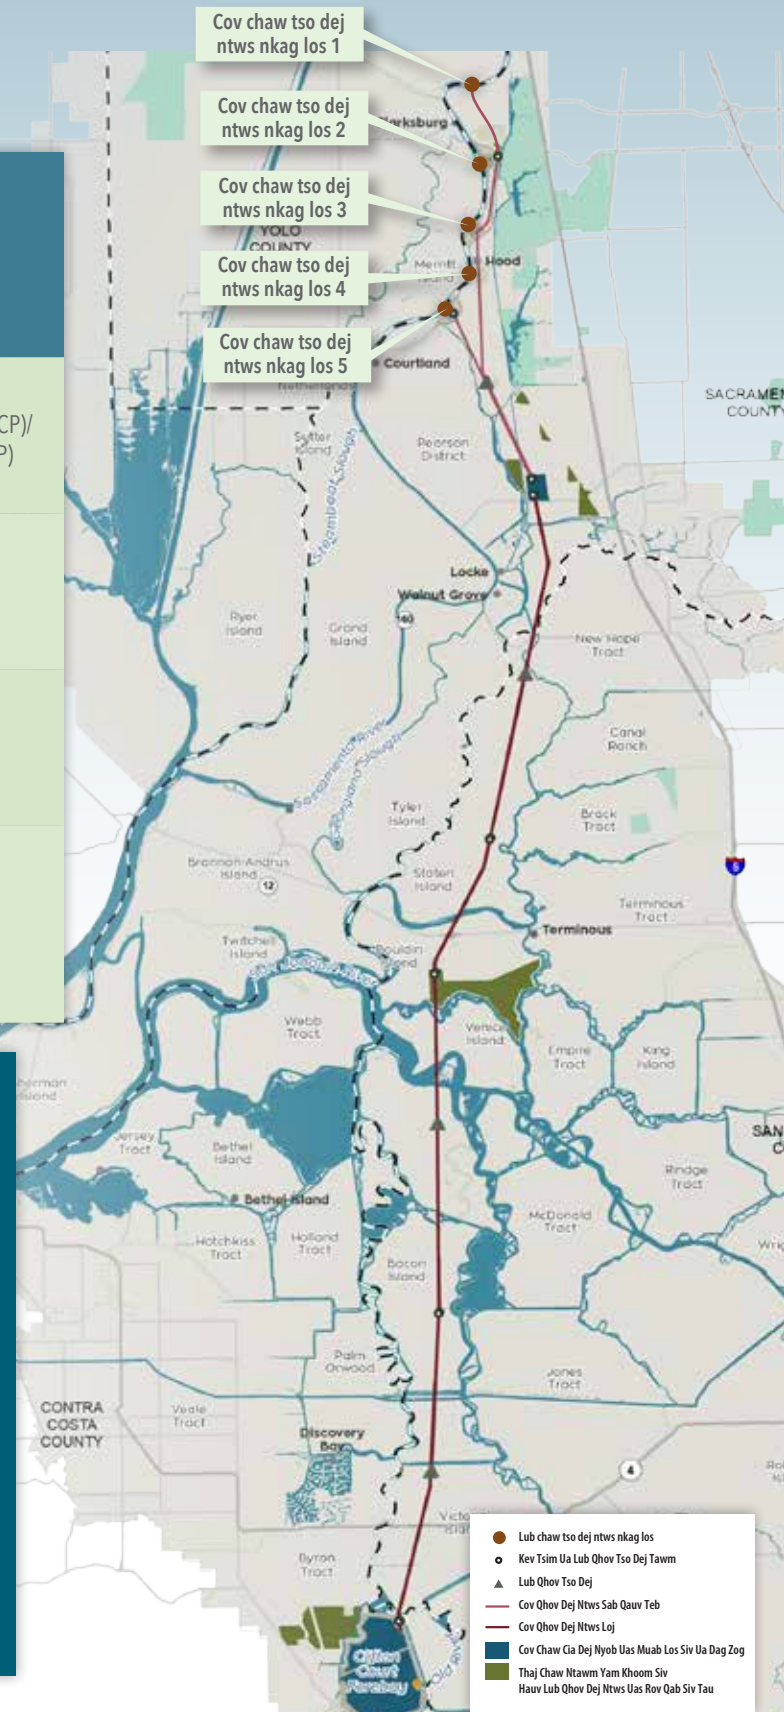 Cov chaw tso dej
ntws nkag los 1
Cov chaw tso dej
ntws nkag los 2
Cov chaw tso dej
ntws nkag los 3
Cov chaw tso dej
ntws nkag los 4
Cov chaw tso dej
ntws nkag los 5
CP)/
P)
YOLO
COUNTY
Merritt
Island
Hood
Courtland
SACRAMEN
COUNTY
Sutter
Island
Pearson
District
Steamboat Slough
Locke
Walnut Grove
160
Ryer
Island
Grand
Island
New Hope
Tract
Canal
Ranch
Sacramento River
Georgiana Slough
Tyler
Island
Brack
Tract
Brannan-Andrus
Island
12
Staten
Island
5
Terminous
Tract
Terminous
Twitchell
Island
Bouldin
Island
San Joaquin River
Webb
Tract
Venice
Island
Empire
Tract
King
Island
Jersey
Tract
Bethel
Island
Bethel Island
SAN
C
Rindge
Tract
McDonald
Tract
Hotchkiss
Tract
Holland
Tract
Bacon
Island
Palm
Orwood
Jones
Tract
CONTRA
COSTA
COUNTY
Veale
Tract
Discovery
Bay
4
Byron
Tract
Clifton
Court
Forebay
Old River
Lub chaw tso dej ntws nkag los
Kev Tsim Ua Lub Qhov Tso Dej Tawm
Lub Qhov Tso Dej
Cov Qhov Dej Ntws Sab Qauv Teb
Cov Qhov Dej Ntws Loj
Cov Chaw Cia Dej Nyob Uas Muab Los Siv Ua Dag Zog
Thaj Chaw Ntawm Yam Khoom Siv
Hauv Lub Qhov Dej Ntws Uas Rov Qab Siv Tau